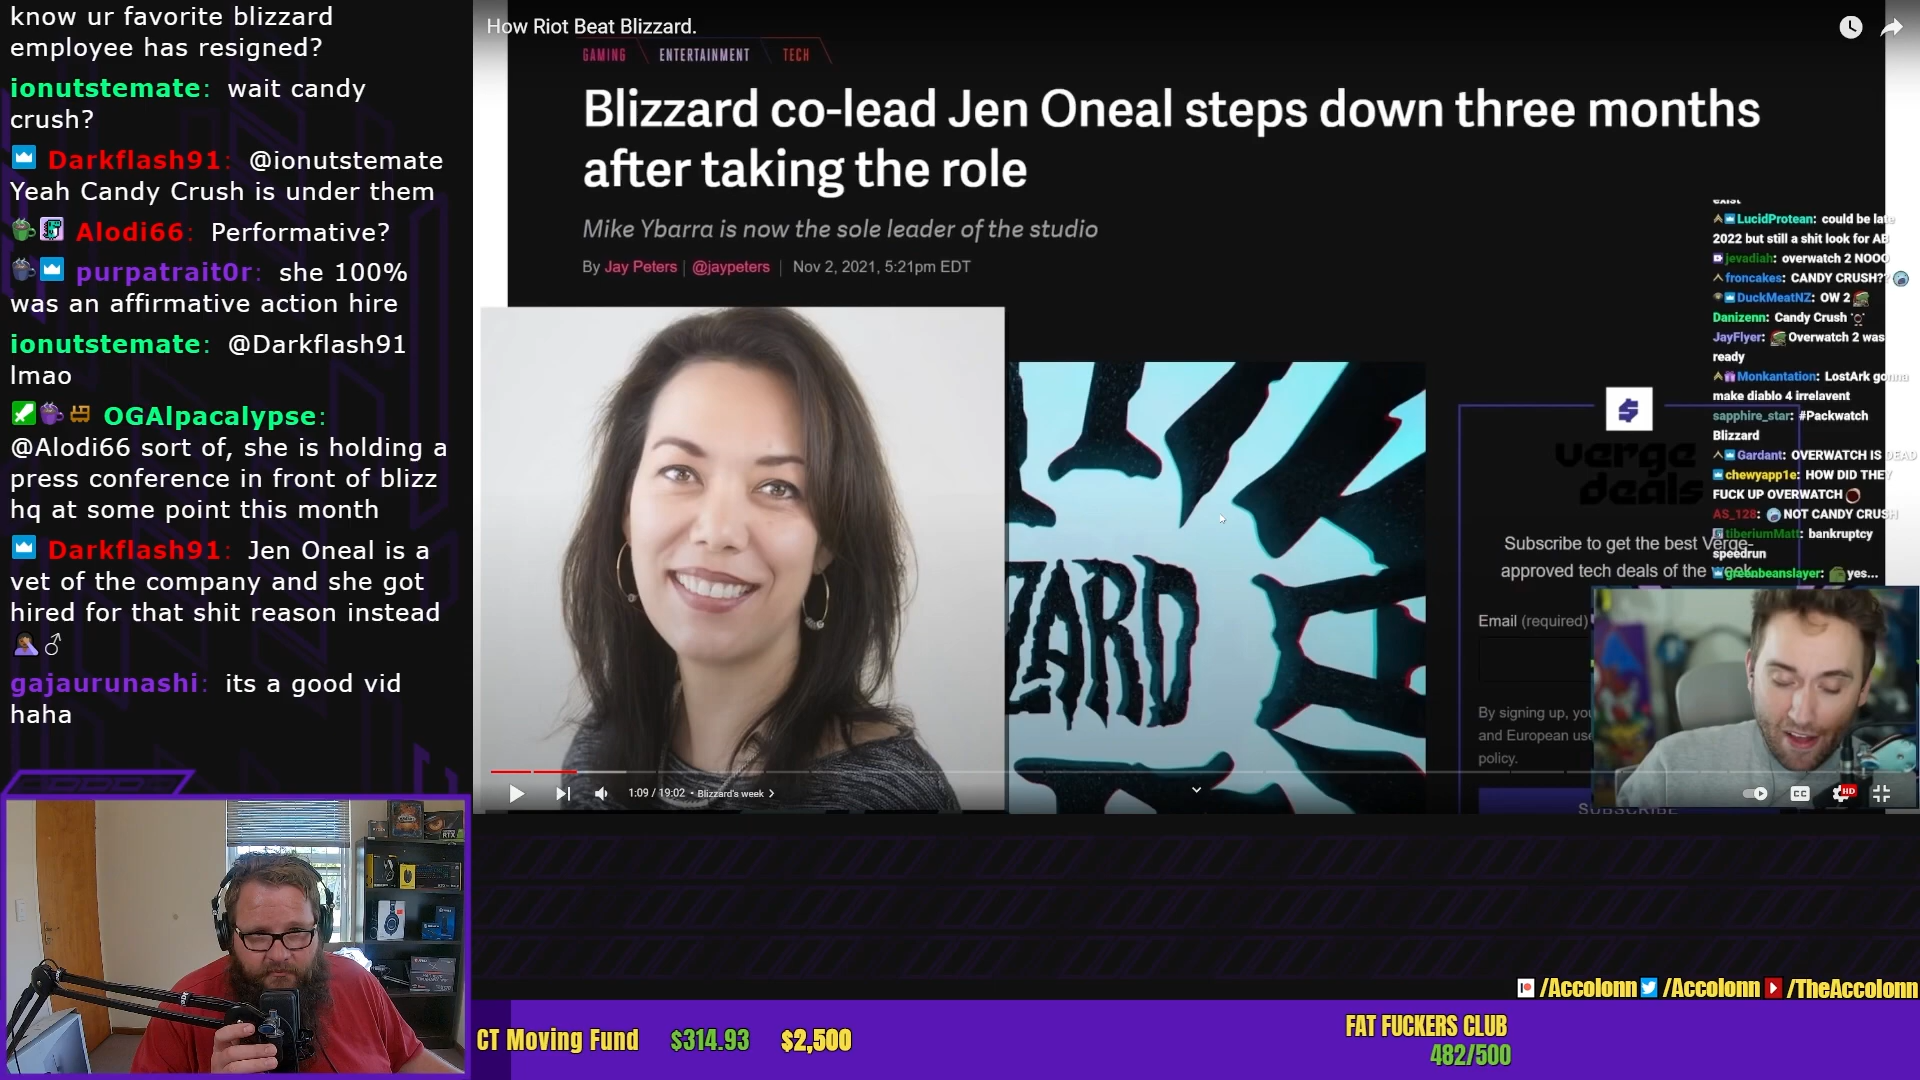 know ur favorite blizzard
employee has resigned?
ionutstemate: wait candy
crush?
Darkflash91: @ionutstemate
Yeah Candy Crush is under them
Alodi66: Performative?
purpatrait0r: she 100%
was an affirmative action hire
ionutstemate: @Darkflash91
lmao
OGAlpacalypse:
@Alodi66 sort of, she is holding a
press conference in front of blizz
hq at some point this month
Darkflash91: Jen Oneal is a
vet of the company and she got
hired for that shit reason instead
gajaurunashi: its a good vid
haha
How Riot Beat Blizzard.
GAMING ENTERTAINMENT TECH
Blizzard co-lead Jen Oneal steps down three months
after taking the role
Mike Ybarra is now the sole leader of the studio
By Jay Peters | @jaypeters | Nov 2, 2021, 5:21pm EDT
ZARD
verge
deals
Subscribe to get the best Verge-
approved tech deals of the week.
Email (required)
By signing up, you
and European use
policy.
SUBSCRIBE
exist
LucidProtean: could be late
2022 but still a shit look for AB
jevadiah: overwatch 2 NOOO
froncakes: CANDY CRUSH??
DuckMeatNZ: OW 2
Danizenn: Candy Crush
JayFlyer: Overwatch 2 was
ready
Monkantation: LostArk gonna
make diablo 4 irrelavent
sapphire_star: #Packwatch
Blizzard
Gardant: OVERWATCH IS DEAD
chewyapp1e: HOW DID THEY
FUCK UP OVERWATCH
AS_128: NOT CANDY CRUSH
tiberiumMatt: bankruptcy
speedrun
greenbeanslayer: yes...
1:09 / 19:02 • Blizzard's week
CC
HD
/Accolonn /Accolonn /TheAccolonn
CT Moving Fund $314.93 $2,500
FAT FUCKERS CLUB
482/500